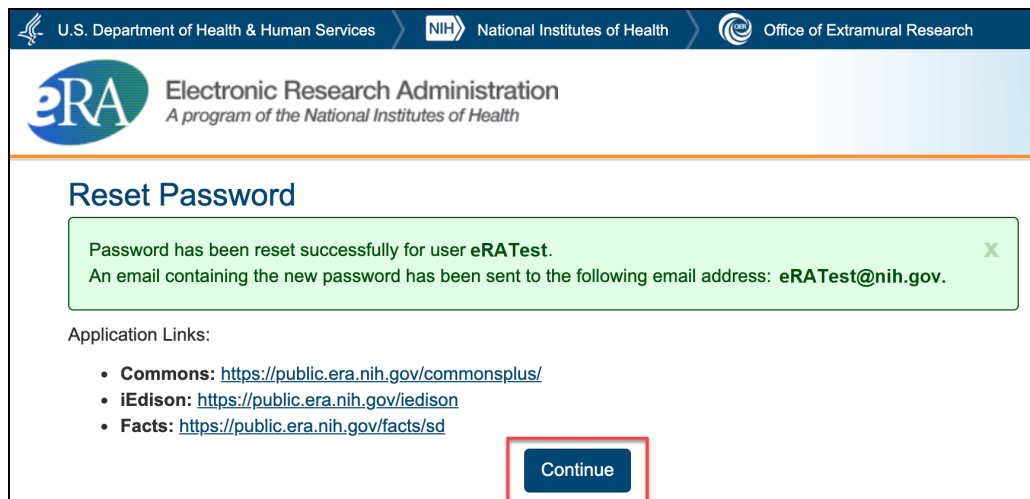 U.S. Department of Health & Human Services NIH National Institutes of Health OER Office of Extramural Research
eRA Electronic Research Administration
A program of the National Institutes of Health
Reset Password
Password has been reset successfully for user eRATest. X
An email containing the new password has been sent to the following email address: eRATest@nih.gov.
Application Links:
• Commons: https://public.era.nih.gov/commonsplus/
• iEdison: https://public.era.nih.gov/iedison
• Facts: https://public.era.nih.gov/facts/sd
Continue